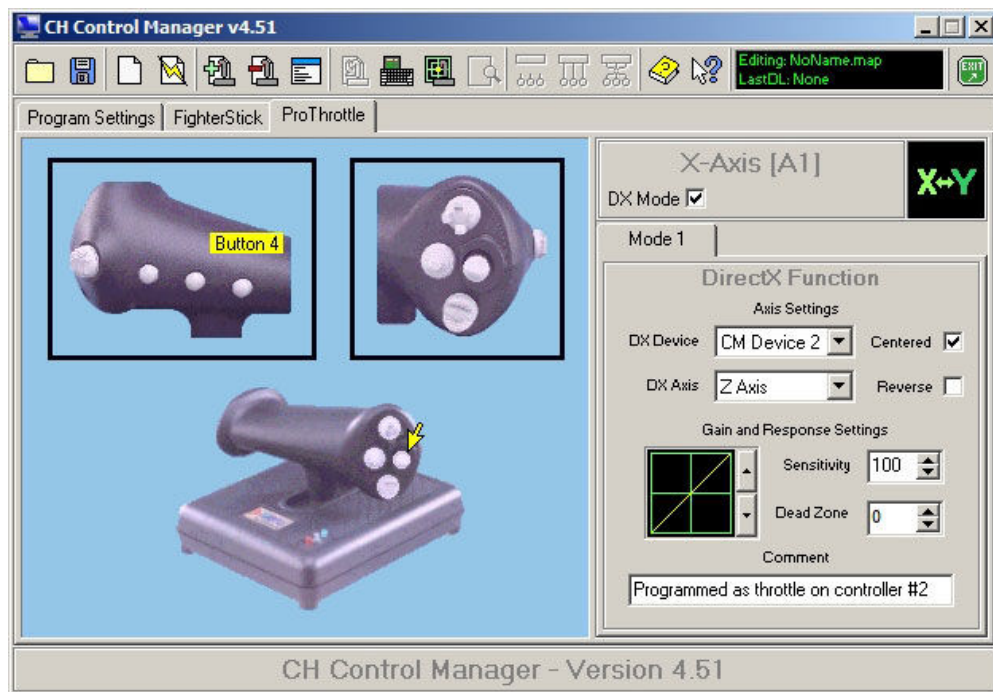 CH Control Manager v4.51
Editing: NoName.map
LastDL: None
EXIT
Program Settings
FighterStick
ProThrottle
Button 4
X-Axis [A1]
DX Mode
X↔Y
Mode 1
DirectX Function
Axis Settings
DX Device CM Device 2 Centered
DX Axis Z Axis Reverse
Gain and Response Settings
Sensitivity 100
Dead Zone 0
Comment
Programmed as throttle on controller #2
CH Control Manager - Version 4.51